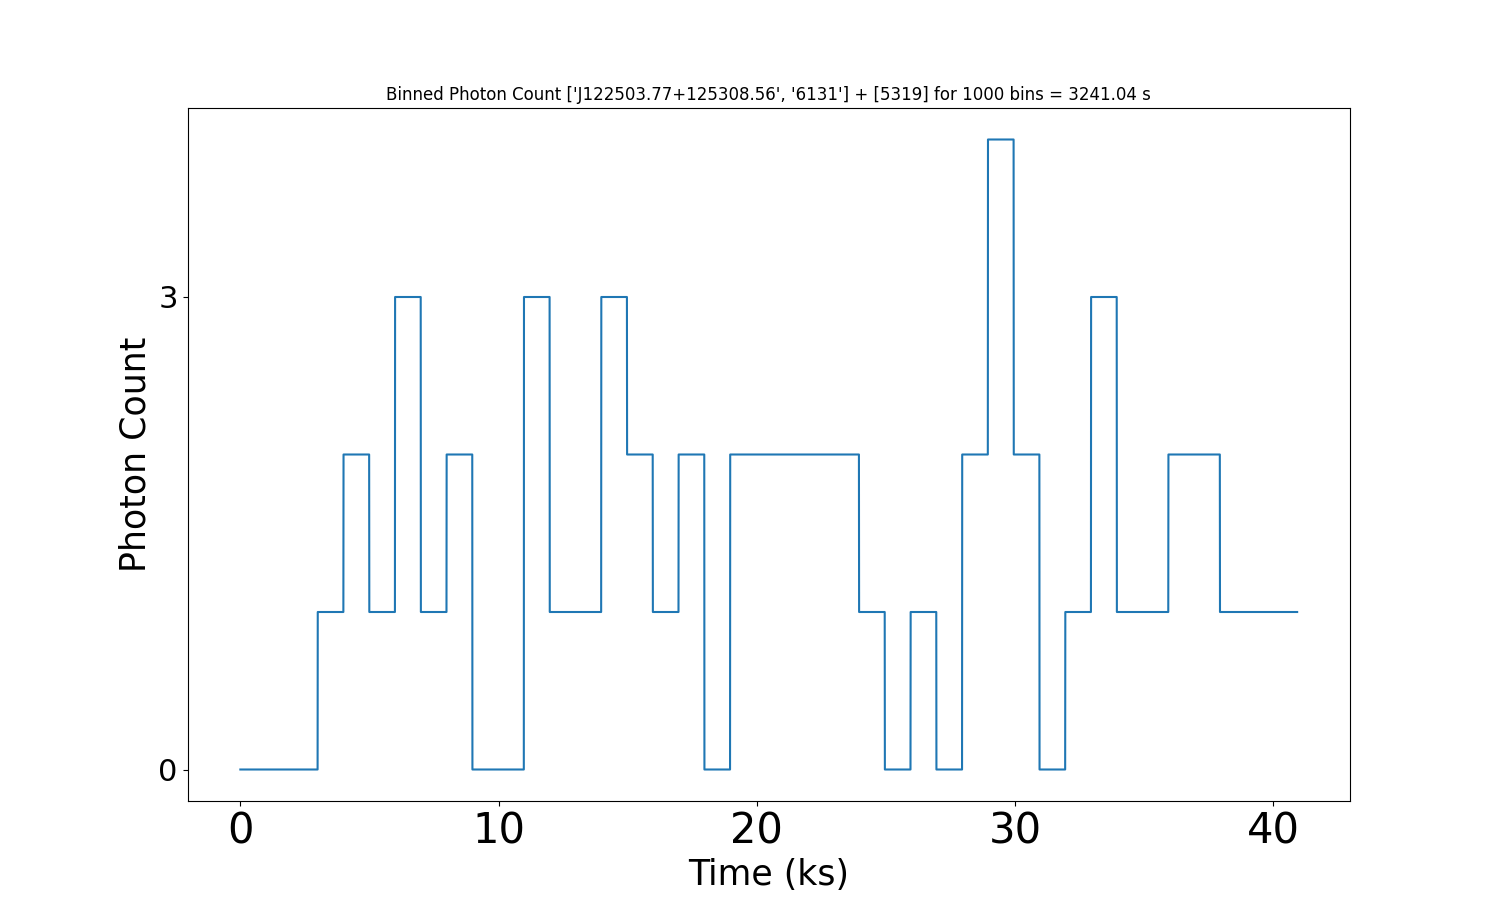 Binned Photon Count ['J122503.77+125308.56', '6131'] + [5319] for 1000 bins = 3241.04 s
3
Photon Count
0
0 10 20 30 40
Time (ks)